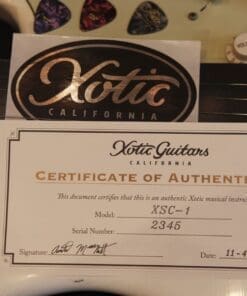 Xotic
CALIFORNIA
Xotic Guitars
CALIFORNIA
CERTIFICATE OF AUTHENT
This document certifies that this is an authentic Xotic musical instru
Model: XSC-1
Serial Number: 2345
Signature: Date: 11-4